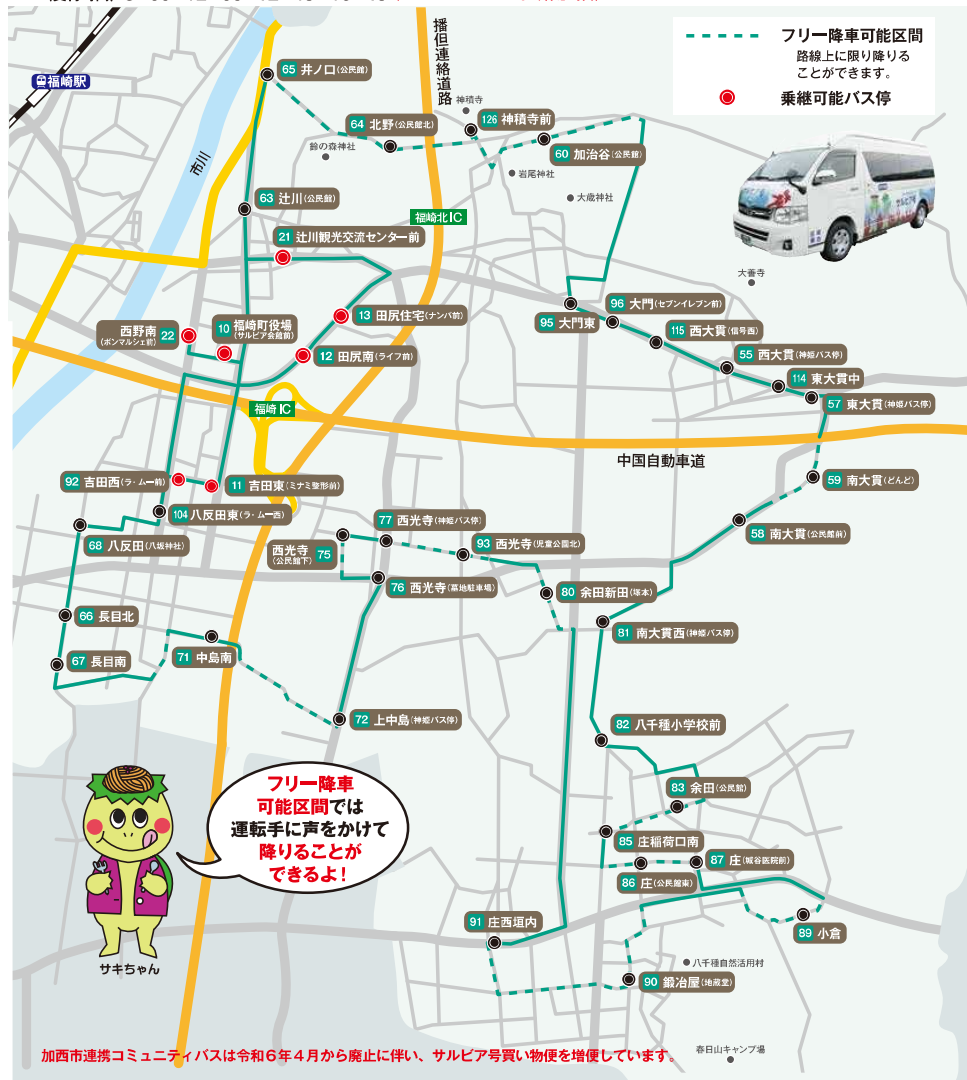 播但連絡道路
フリー降車可能区間
路線上に限り降りる
ことができます。
乗継可能バス停
福崎駅
市川
65 井ノ口(公民館)
64 北野(公民館北)
神積寺
126 神積寺前
60 加治谷(公民館)
鈴の森神社
岩尾神社
大歳神社
63 辻川(公民館)
福崎北IC
21 辻川観光交流センター前
大善寺
サルビア号
13 田尻住宅(ナンバ前)
96 大門(セブンイレブン前)
95 大門東
115 西大貫(信号西)
西野南
(ボンマルシェ前)
22
10 福崎町役場
(サルビア会館前)
12 田尻南(ライフ前)
55 西大貫(神姫バス停)
114 東大貫中
57 東大貫(神姫バス停)
福崎IC
中国自動車道
92 吉田西(ラ・ムー前)
11 吉田東(ミナミ整形前)
59 南大貫(どんど)
104 八反田東(ラ・ムー西)
77 西光寺(神姫バス停)
58 南大貫(公民館前)
68 八反田(八坂神社)
西光寺
(公民館下)
75
93 西光寺(児童公園北)
76 西光寺(墓地駐車場)
80 余田新田(塚本)
66 長目北
81 南大貫西(神姫バス停)
67 長目南
71 中島南
72 上中島(神姫バス停)
82 八千種小学校前
83 余田(公民館)
フリー降車
可能区間では
運転手に声をかけて
降りることが
できるよ!
85 庄稲荷口南
87 庄(城谷医院前)
86 庄(公民館東)
91 庄西垣内
89 小倉
サキちゃん
八千種自然活用村
90 鍛冶屋(地蔵堂)
加西市連携コミュニティバスは令和6年4月から廃止に伴い、サルビア号買い物便を増便しています。
春日山キャンプ場